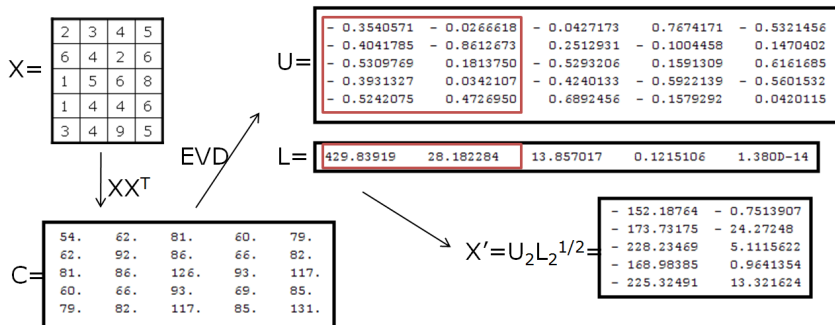 X=
2 3 4 5
6 4 2 6
1 5 6 8
1 4 4 6
3 4 9 5
U=
- 0.3540571 - 0.0266618 - 0.0427173 0.7674171 - 0.5321456
- 0.4041785 - 0.8612673 0.2512931 - 0.1004458 0.1470402
- 0.5309769 0.1813750 - 0.5293206 0.1591309 0.6161685
- 0.3931327 0.0342107 - 0.4240133 - 0.5922139 - 0.5601532
- 0.5242075 0.4726950 0.6892456 - 0.1579292 0.0420115
EVD
L=
429.83919 28.182284 13.857017 0.1215106 1.380D-14
XXᵀ
C=
54. 62. 81. 60. 79.
62. 92. 86. 66. 82.
81. 86. 126. 93. 117.
60. 66. 93. 69. 85.
79. 82. 117. 85. 131.
X′=U₂L₂¹/²=
- 152.18764 - 0.7513907
- 173.73175 - 24.27248
- 228.23469 5.1115622
- 168.98385 0.9641354
- 225.32491 13.321624